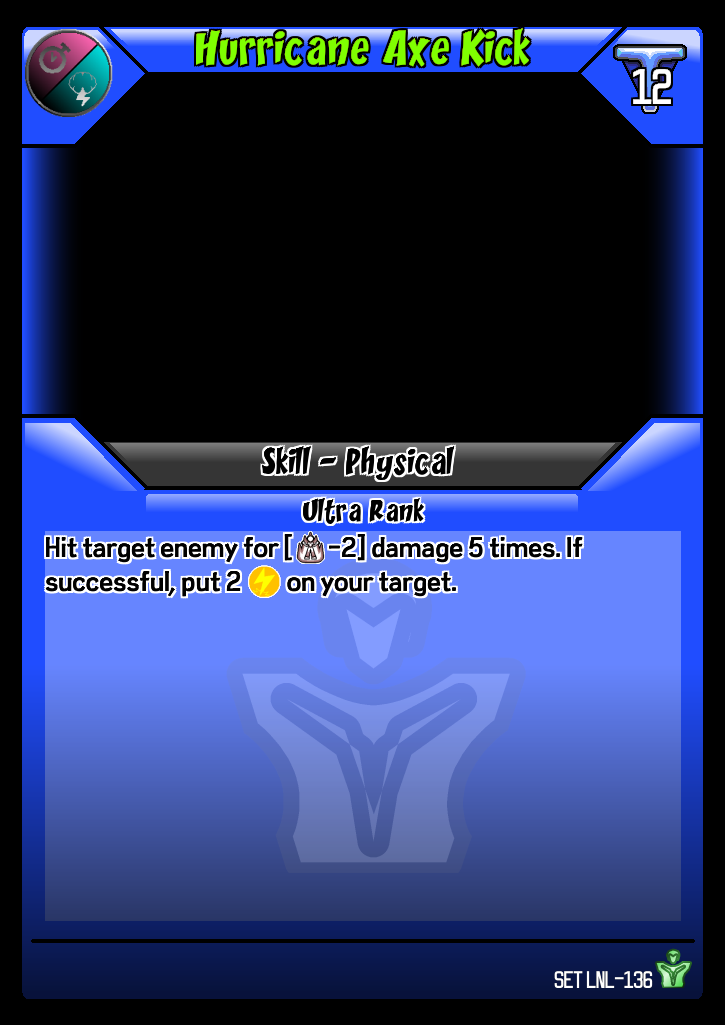 Hurricane Axe Kick
12
Skill - Physical
Ultra Rank
Hit target enemy for [ -2] damage 5 times. If
successful, put 2 on your target.
SET LNL-136